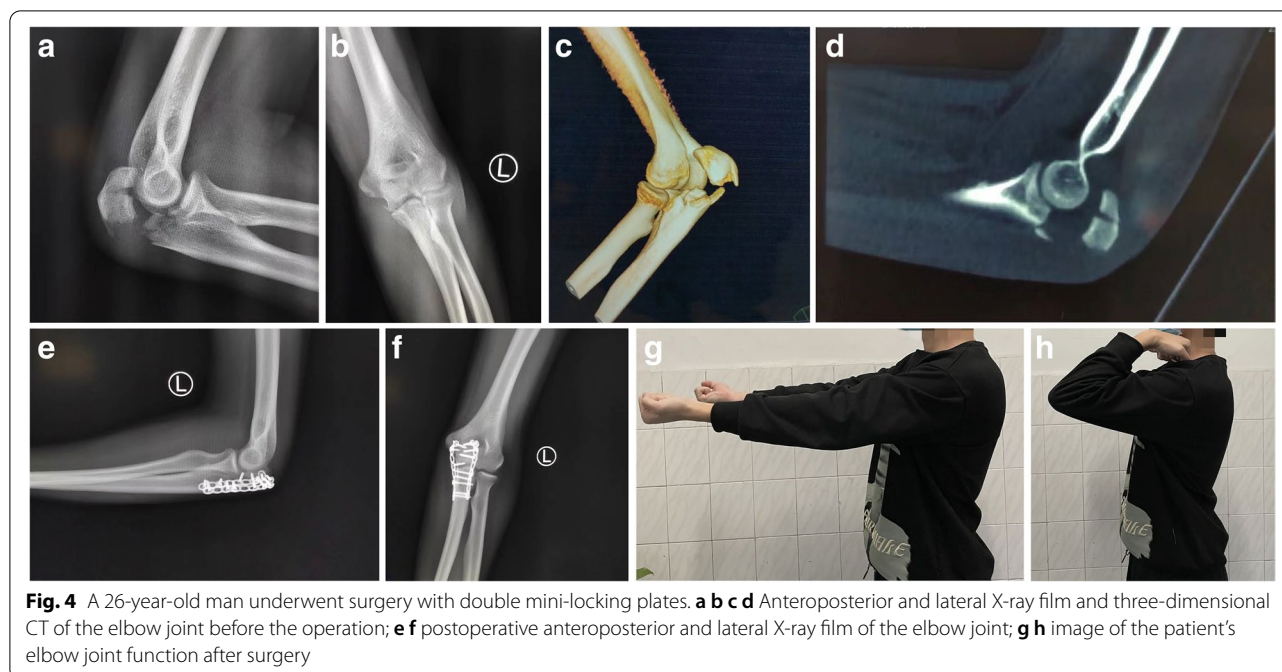 a
b
L
c
d
e
L
f
L
g
h
Fig. 4 A 26-year-old man underwent surgery with double mini-locking plates. a b c d Anteroposterior and lateral X-ray film and three-dimensional
CT of the elbow joint before the operation; e f postoperative anteroposterior and lateral X-ray film of the elbow joint; g h image of the patient's
elbow joint function after surgery